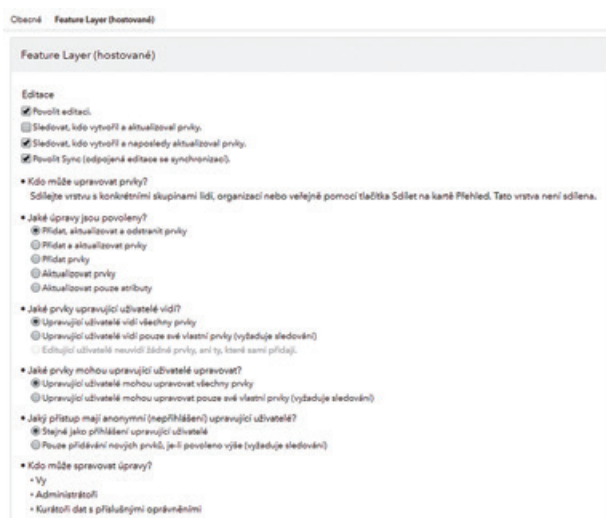 Obecné Feature Layer (hostované)
Feature Layer (hostované)
Editace
Povolit editaci.
Sledovat, kdo vytvořil a aktualizoval prvky.
Sledovat, kdo vytvořil a naposledy aktualizoval prvky.
Povolit Sync (odpojená editace se synchronizací).
• Kdo může upravovat prvky?
Sdílejte vrstvu s konkrétními skupinami lidí, organizací nebo veřejně pomocí tlačítka Sdílet na kartě Přehled. Tato vrstva není sdílena.
• Jaké úpravy jsou povoleny?
Přidat, aktualizovat a odstranit prvky
Přidat a aktualizovat prvky
Přidat prvky
Aktualizovat prvky
Aktualizovat pouze atributy
• Jaké prvky upravující uživatelé vidí?
Upravující uživatelé vidí všechny prvky
Upravující uživatelé vidí pouze své vlastní prvky (vyžaduje sledování)
Editující uživatelé neuvidí žádné prvky, ani ty, které sami přidají.
• Jaké prvky mohou upravující uživatelé upravovat?
Upravující uživatelé mohou upravovat všechny prvky
Upravující uživatelé mohou upravovat pouze své vlastní prvky (vyžaduje sledování)
• Jaký přístup mají anonymní (nepřihlášení) upravující uživatelé?
Stejné jako přihlášení upravující uživatelé
Pouze přidávání nových prvků, je-li povoleno výše (vyžaduje sledování)
• Kdo může spravovat úpravy?
• Vy
• Administrátoři
• Kurátoři dat s příslušnými oprávněními